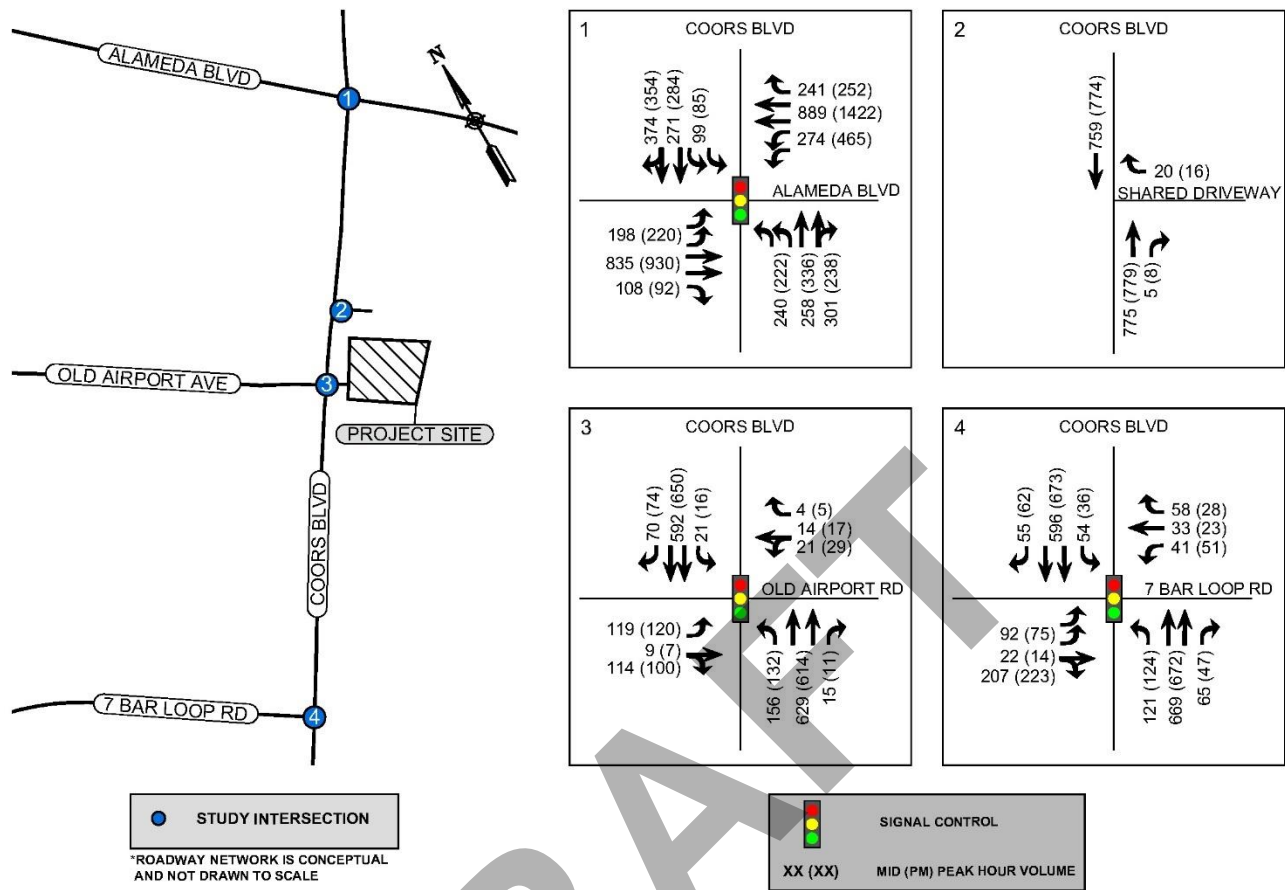 ALAMEDA BLVD
N
1
2
OLD AIRPORT AVE
3
PROJECT SITE
COORS BLVD
7 BAR LOOP RD
4
STUDY INTERSECTION
*ROADWAY NETWORK IS CONCEPTUAL
AND NOT DRAWN TO SCALE
1
COORS BLVD
374 (354)
271 (284)
99 (85)
241 (252)
889 (1422)
274 (465)
ALAMEDA BLVD
198 (220)
835 (930)
108 (92)
240 (222)
258 (336)
301 (238)
2
COORS BLVD
759 (774)
20 (16)
SHARED DRIVEWAY
775 (779)
5 (8)
3
COORS BLVD
70 (74)
592 (650)
21 (16)
4 (5)
14 (17)
21 (29)
OLD AIRPORT RD
119 (120)
9 (7)
114 (100)
156 (132)
629 (614)
15 (11)
4
COORS BLVD
55 (62)
596 (673)
54 (36)
58 (28)
33 (23)
41 (51)
7 BAR LOOP RD
92 (75)
22 (14)
207 (223)
121 (124)
669 (672)
65 (47)
SIGNAL CONTROL
XX (XX) MID (PM) PEAK HOUR VOLUME
DRAFT